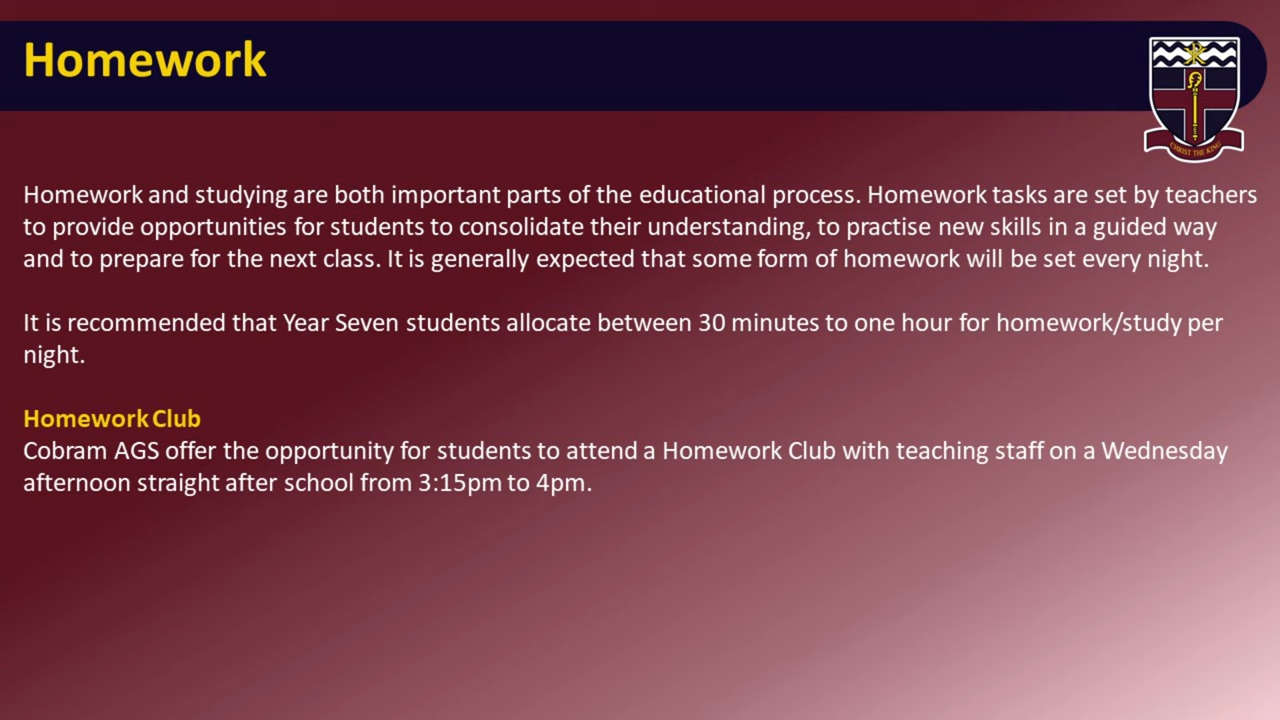 Homework
CHRIST THE KING
Homework and studying are both important parts of the educational process. Homework tasks are set by teachers
to provide opportunities for students to consolidate their understanding, to practise new skills in a guided way
and to prepare for the next class. It is generally expected that some form of homework will be set every night.
It is recommended that Year Seven students allocate between 30 minutes to one hour for homework/study per
night.
Homework Club
Cobram AGS offer the opportunity for students to attend a Homework Club with teaching staff on a Wednesday
afternoon straight after school from 3:15pm to 4pm.